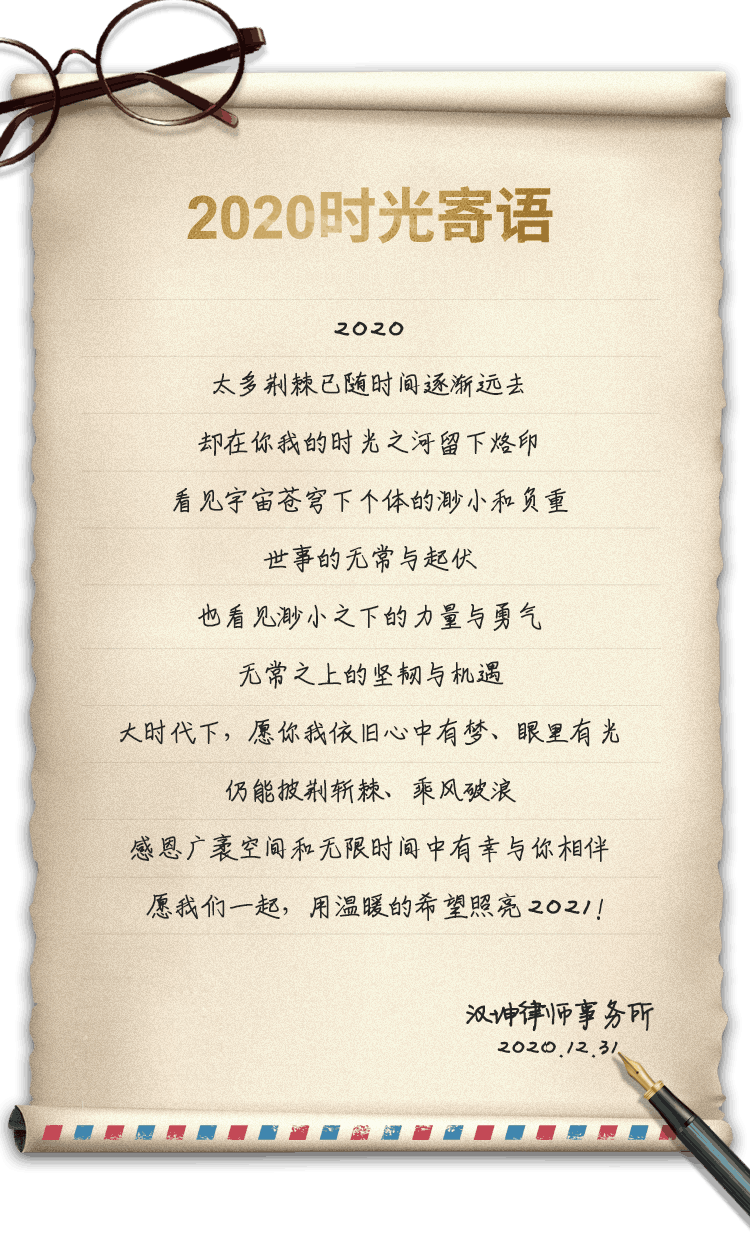 2020时光寄语
2020
太多荆棘已随时间逐渐远去
却在你我的时光之河留下烙印
看见宇宙苍穹下个体的渺小和负重
世事的无常与起伏
也看见渺小之下的力量与勇气
无常之上的坚韧与机遇
大时代下，愿你我依旧心中有梦、眼里有光
仍能披荆斩棘、乘风破浪
感恩广袤空间和无限时间中有幸与你相伴
愿我们一起，用温暖的希望照亮2021！
汉坤律师事务所
2020.12.31